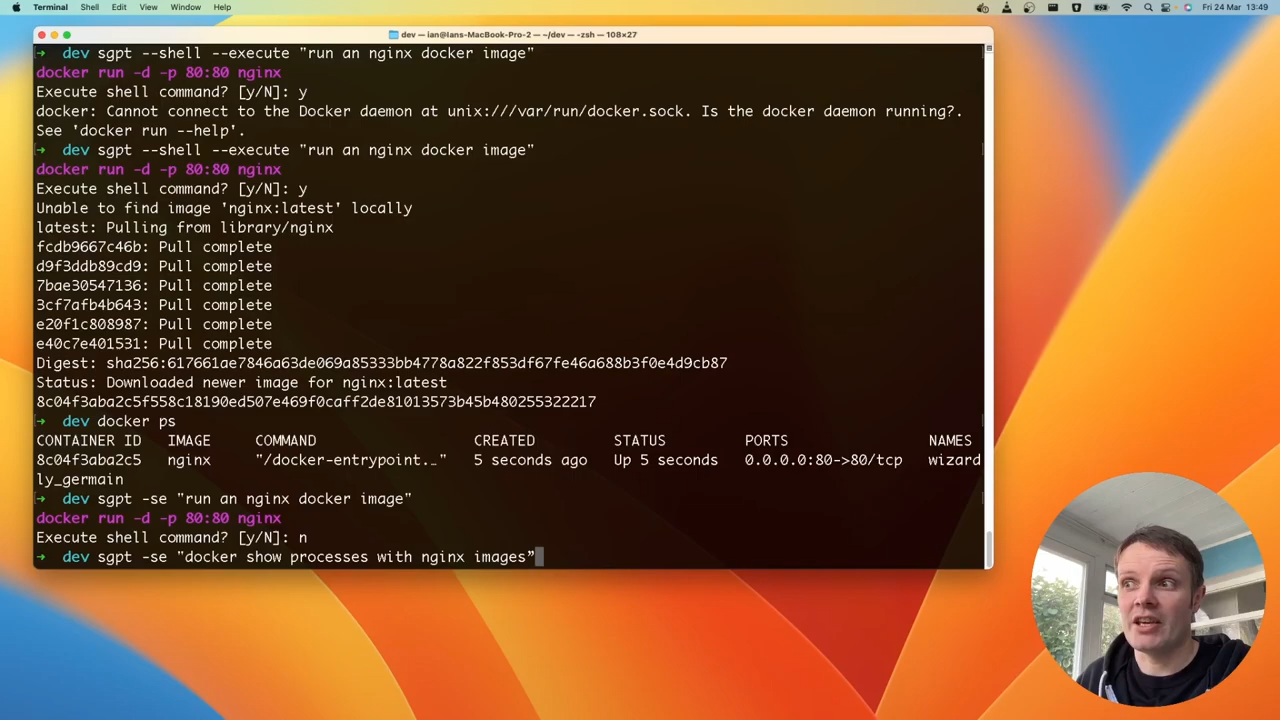 Terminal Shell Edit View Window Help
Fri 24 Mar 13:49
dev — ian@Ians-MacBook-Pro-2 — ~/dev — -zsh — 108×27
→ dev sgpt --shell --execute "run an nginx docker image"
docker run -d -p 80:80 nginx
Execute shell command? [y/N]: y
docker: Cannot connect to the Docker daemon at unix:///var/run/docker.sock. Is the docker daemon running?.
See 'docker run --help'.
→ dev sgpt --shell --execute "run an nginx docker image"
docker run -d -p 80:80 nginx
Execute shell command? [y/N]: y
Unable to find image 'nginx:latest' locally
latest: Pulling from library/nginx
fcdb9667c46b: Pull complete
d9f3ddb89cd9: Pull complete
7bae30547136: Pull complete
3cf7afb4b643: Pull complete
e20f1c808987: Pull complete
e40c7e401531: Pull complete
Digest: sha256:617661ae7846a63de069a85333bb4778a822f853df67fe46a688b3f0e4d9cb87
Status: Downloaded newer image for nginx:latest
8c04f3aba2c5f558c18190ed507e469f0caff2de81013573b45b480255322217
→ dev docker ps
CONTAINER ID IMAGE COMMAND CREATED STATUS PORTS NAMES
8c04f3aba2c5 nginx "/docker-entrypoint.…" 5 seconds ago Up 5 seconds 0.0.0.0:80->80/tcp wizard
ly_germain
→ dev sgpt -se "run an nginx docker image"
docker run -d -p 80:80 nginx
Execute shell command? [y/N]: n
→ dev sgpt -se "docker show processes with nginx images"